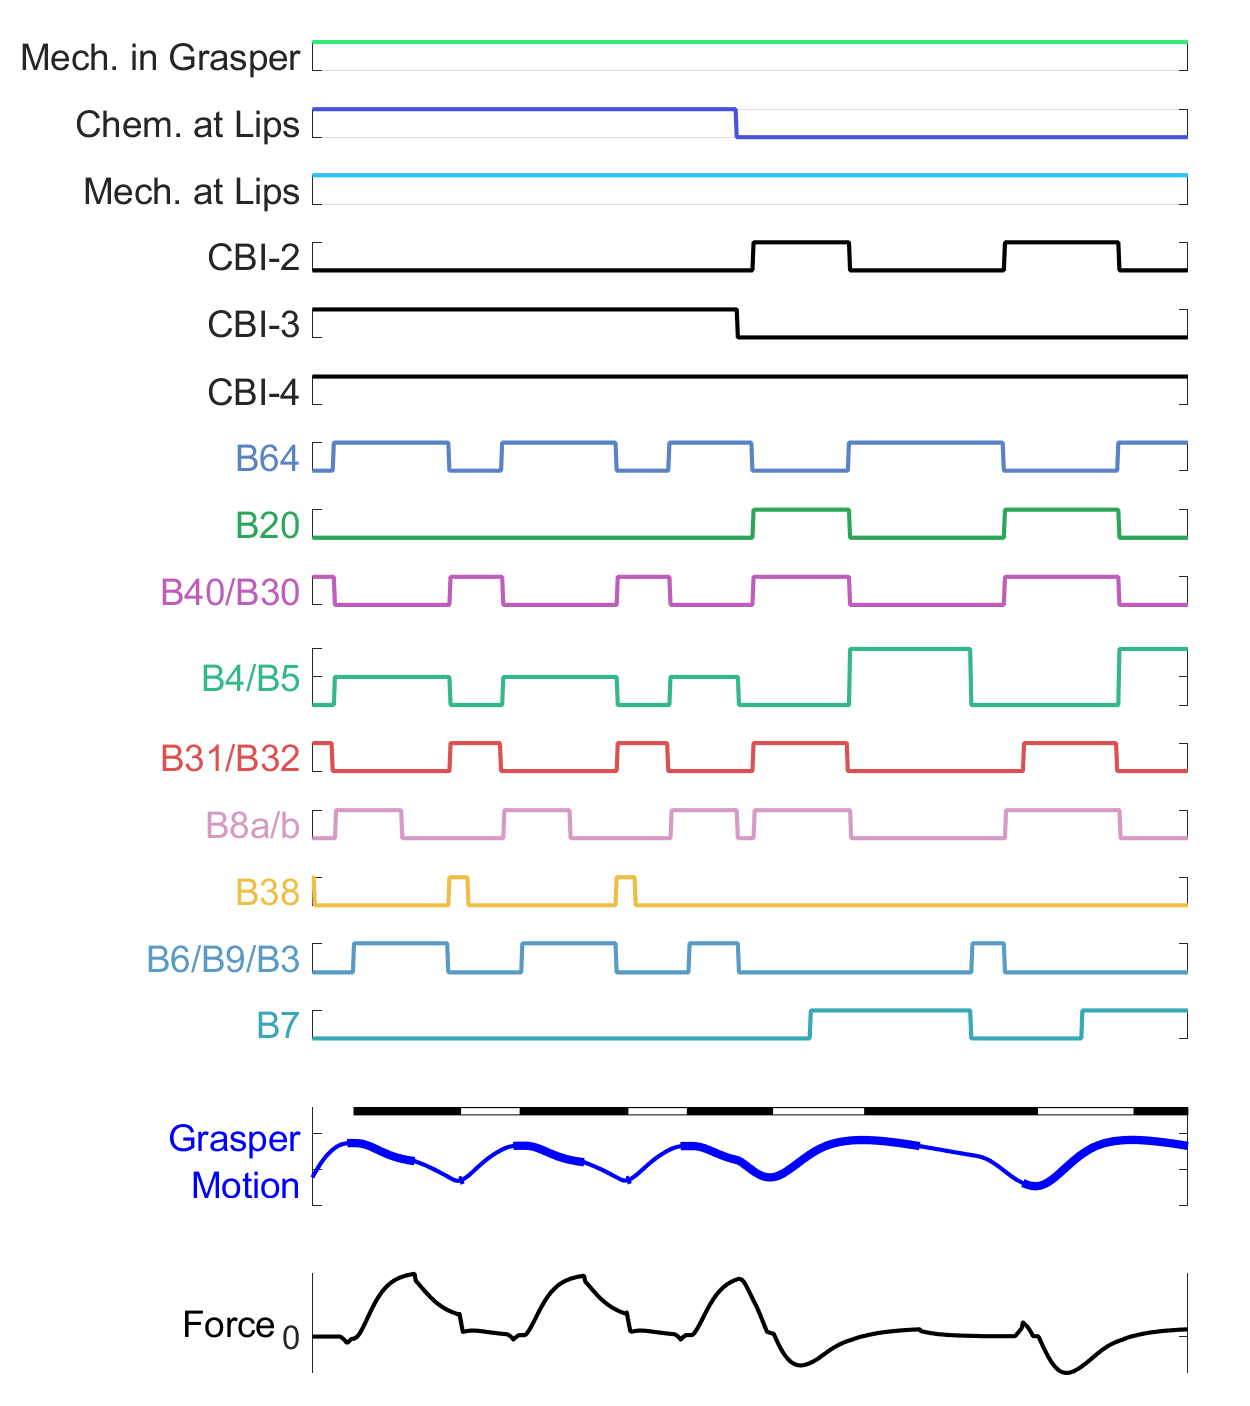 Mech. in Grasper
Chem. at Lips
Mech. at Lips
CBI-2
CBI-3
CBI-4
B64
B20
B40/B30
B4/B5
B31/B32
B8a/b
B38
B6/B9/B3
B7
Grasper
Motion
Force 0